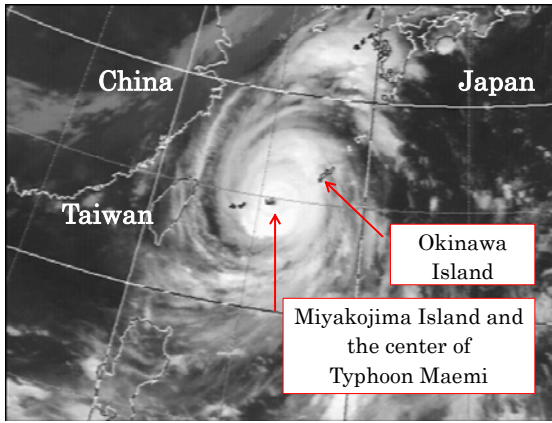 China
Japan
Taiwan
Okinawa
Island
Miyakojima Island and
the center of
Typhoon Maemi